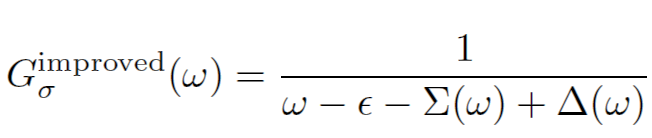 G_σ^improved(ω) = 1 / (ω − ϵ − Σ(ω) + Δ(ω))